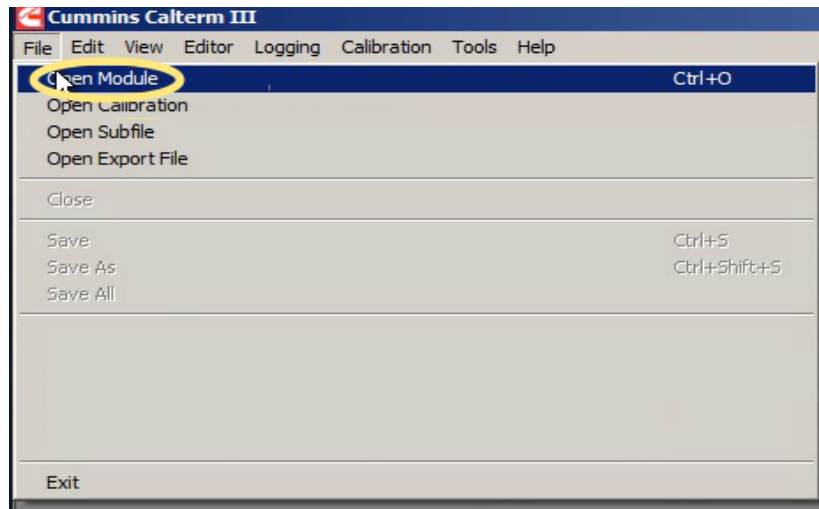 Cummins Calterm III
File Edit View Editor Logging Calibration Tools Help
Open Module Ctrl+O
Open Calibration
Open Subfile
Open Export File
Close
Save Ctrl+S
Save As Ctrl+Shift+S
Save All
Exit